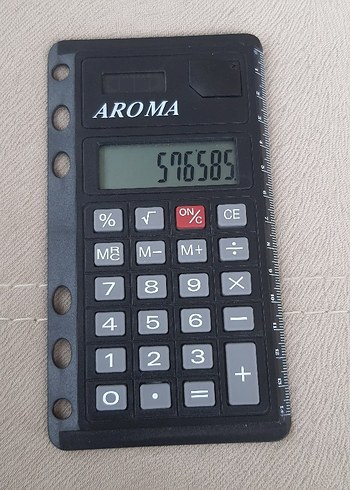 AROMA
576585
% √ ON/C CE
MRC M− M+ ÷
7 8 9 ×
4 5 6 −
1 2 3 +
0 • =